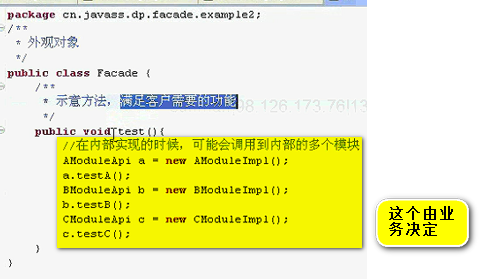 package cn.javass.dp.facade.example2;
/**
 * 外观对象
 */
public class Facade {
/**
 * 示意方法，满足客户需要的功能
 */
public void test(){
//在内部实现的时候，可能会调用到内部的多个模块
AModuleApi a = new AModuleImpl();
a.testA();
BModuleApi b = new BModuleImpl();
b.testB();
CModuleApi c = new CModuleImpl();
c.testC();
}
}
这个由业
务决定